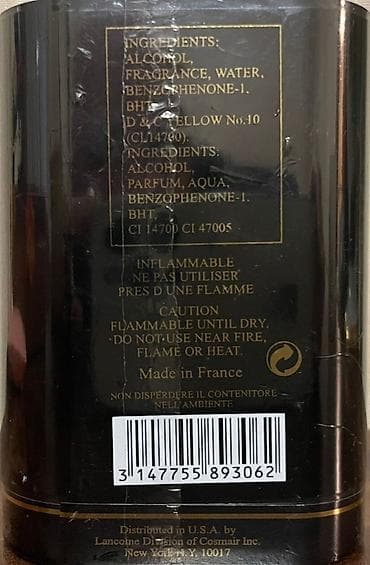 INGREDIENTS:
ALCOHOL,
FRAGRANCE, WATER,
BENZOPHENONE-1.
BHT,
D & C YELLOW No.10
(CL14700).
INGREDIENTS:
ALCOHOL,
PARFUM, AQUA,
BENZOPHENONE-1.
BHT,
CI 14700 CI 47005
INFLAMMABLE
NE PAS UTILISER
PRES D'UNE FLAMME
CAUTION
FLAMMABLE UNTIL DRY.
DO NOT USE NEAR FIRE,
FLAME OR HEAT.
Made in France
NON DISPERDERE IL CONTENITORE
NELL'AMBIENTE
3 147755 893062
Distributed in U.S.A. by
Lancome Division of Cosmair Inc.
New York N.Y. 10017